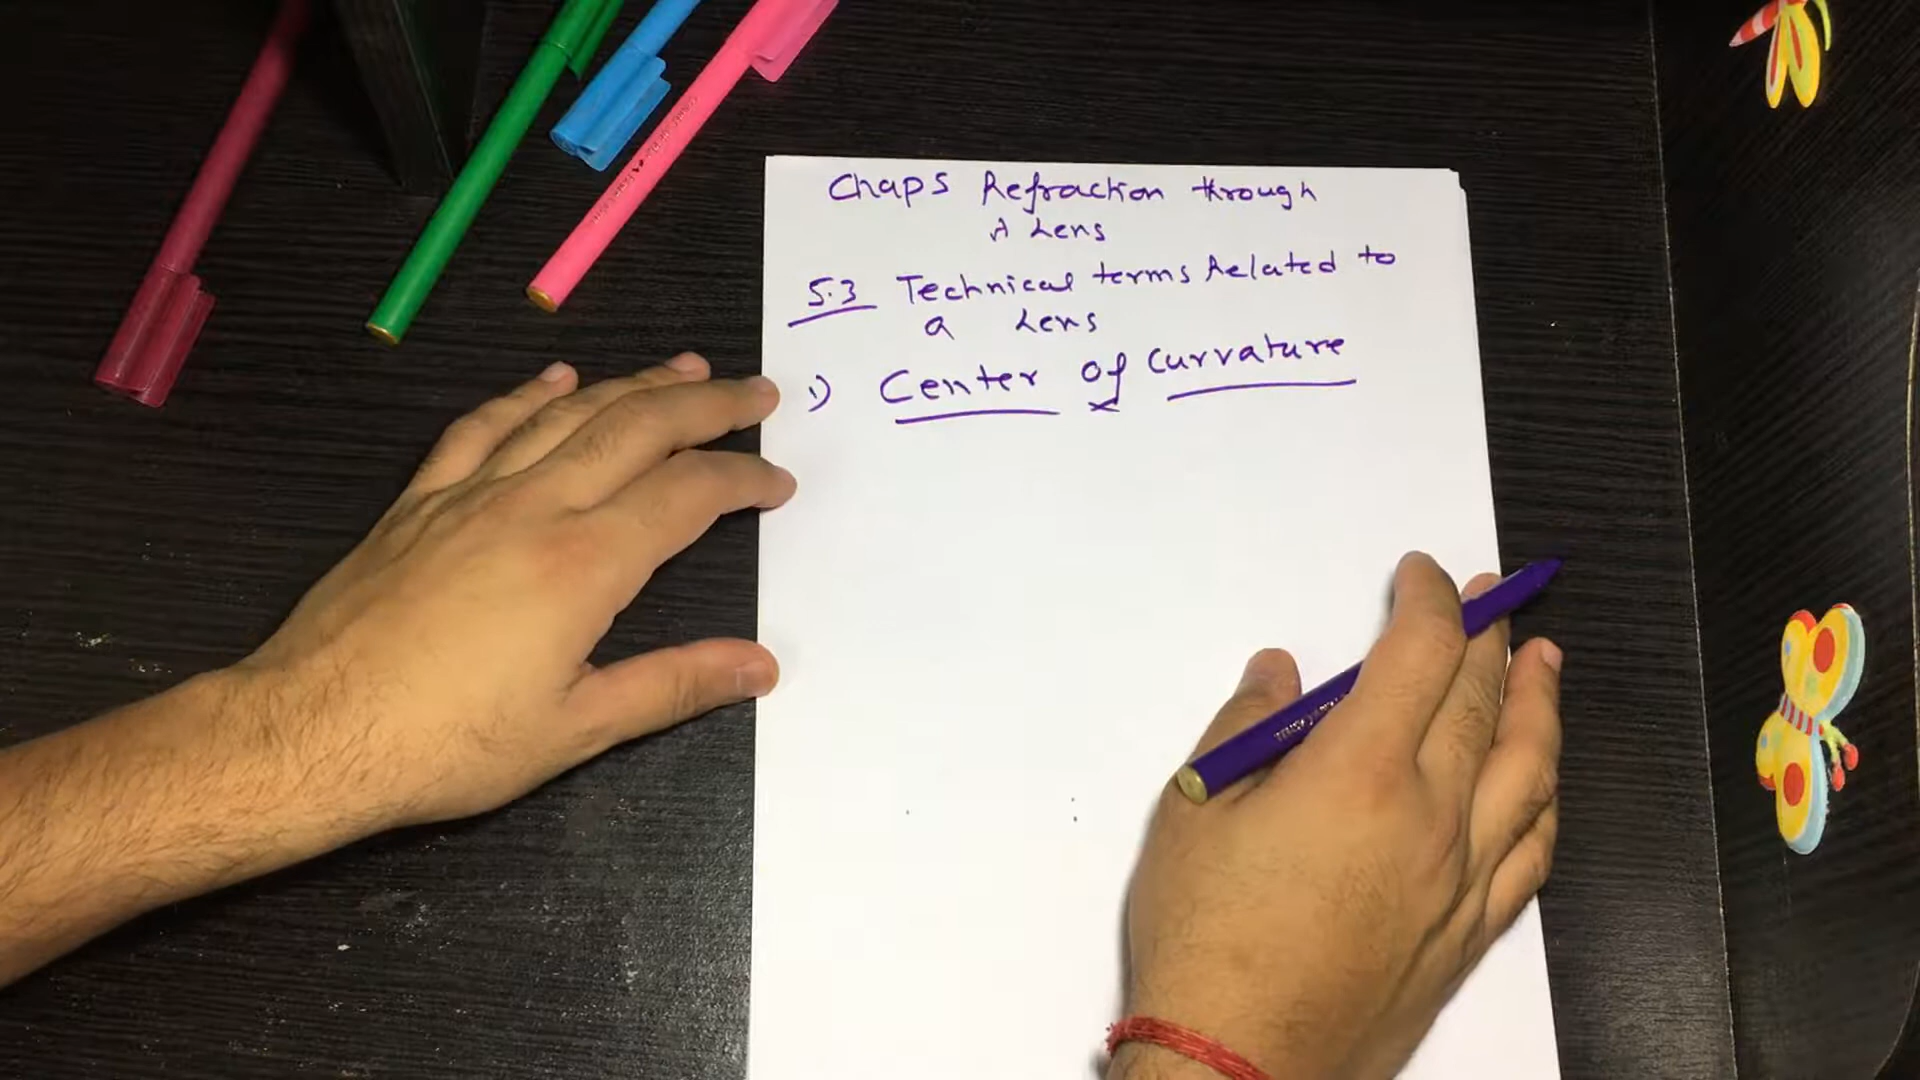 Chap5 Refraction through
A Lens
5.3 Technical terms Related to
a Lens
1) Center of Curvature